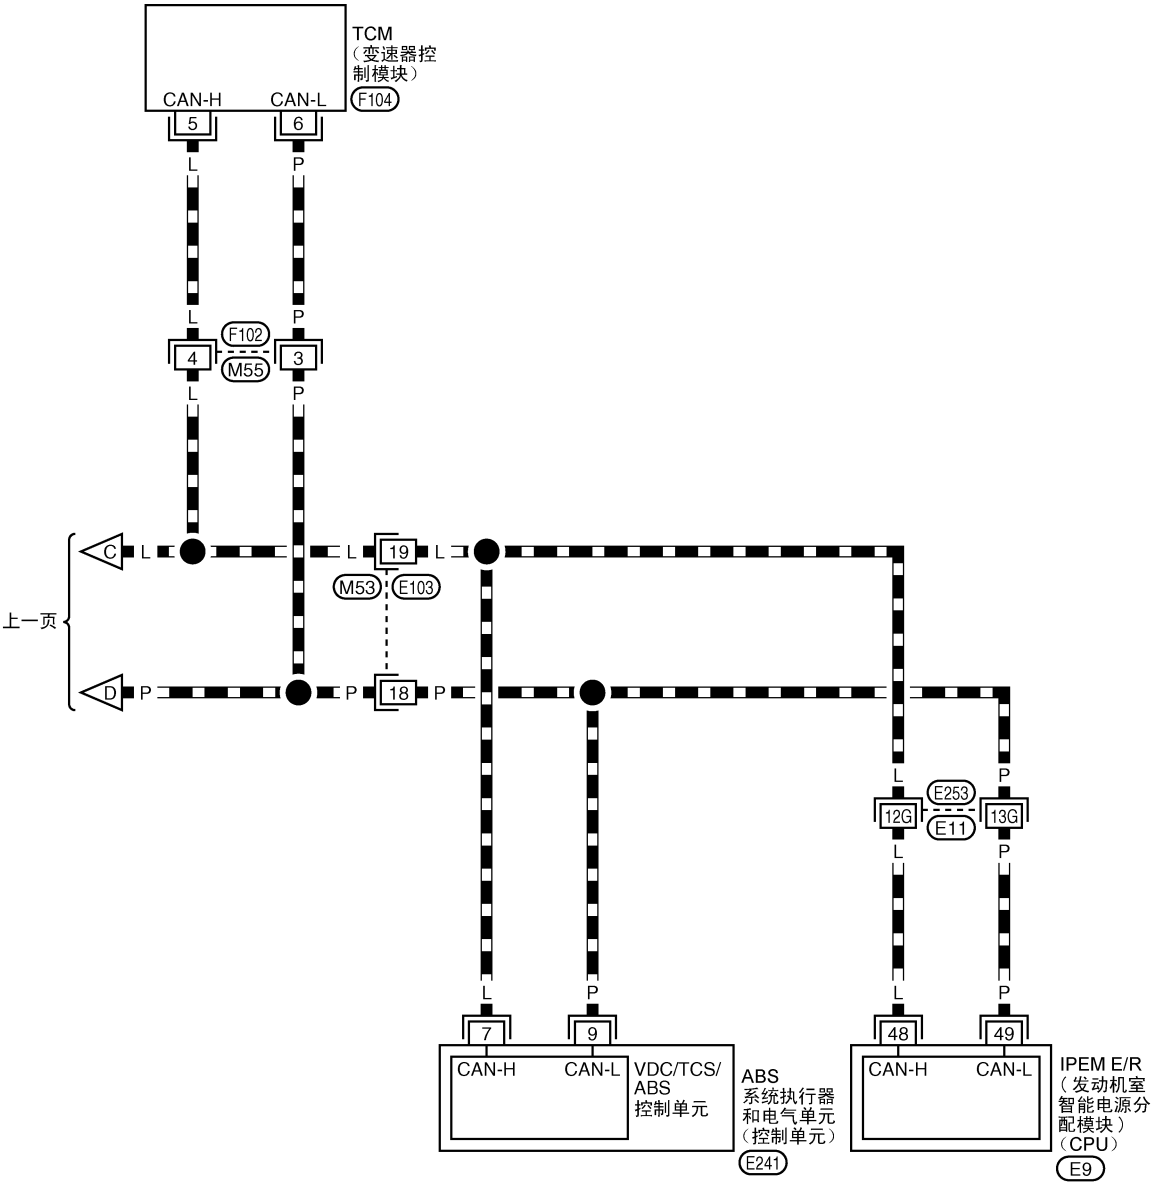 TCM
（变速器控
制模块）
F104
CAN-H CAN-L
5 6
L P
L P
F102
4 3
M55
L P
C L L 19 L
M53 E103
上一页
D P P 18 P
L P
E253
12G 13G
E11
L P
L P L P
7 9 48 49
CAN-H CAN-L
VDC/TCS/
ABS
控制单元
ABS
系统执行器
和电气单元
（控制单元）
E241
CAN-H CAN-L
IPEM E/R
（发动机室
智能电源分
配模块）
（CPU）
E9